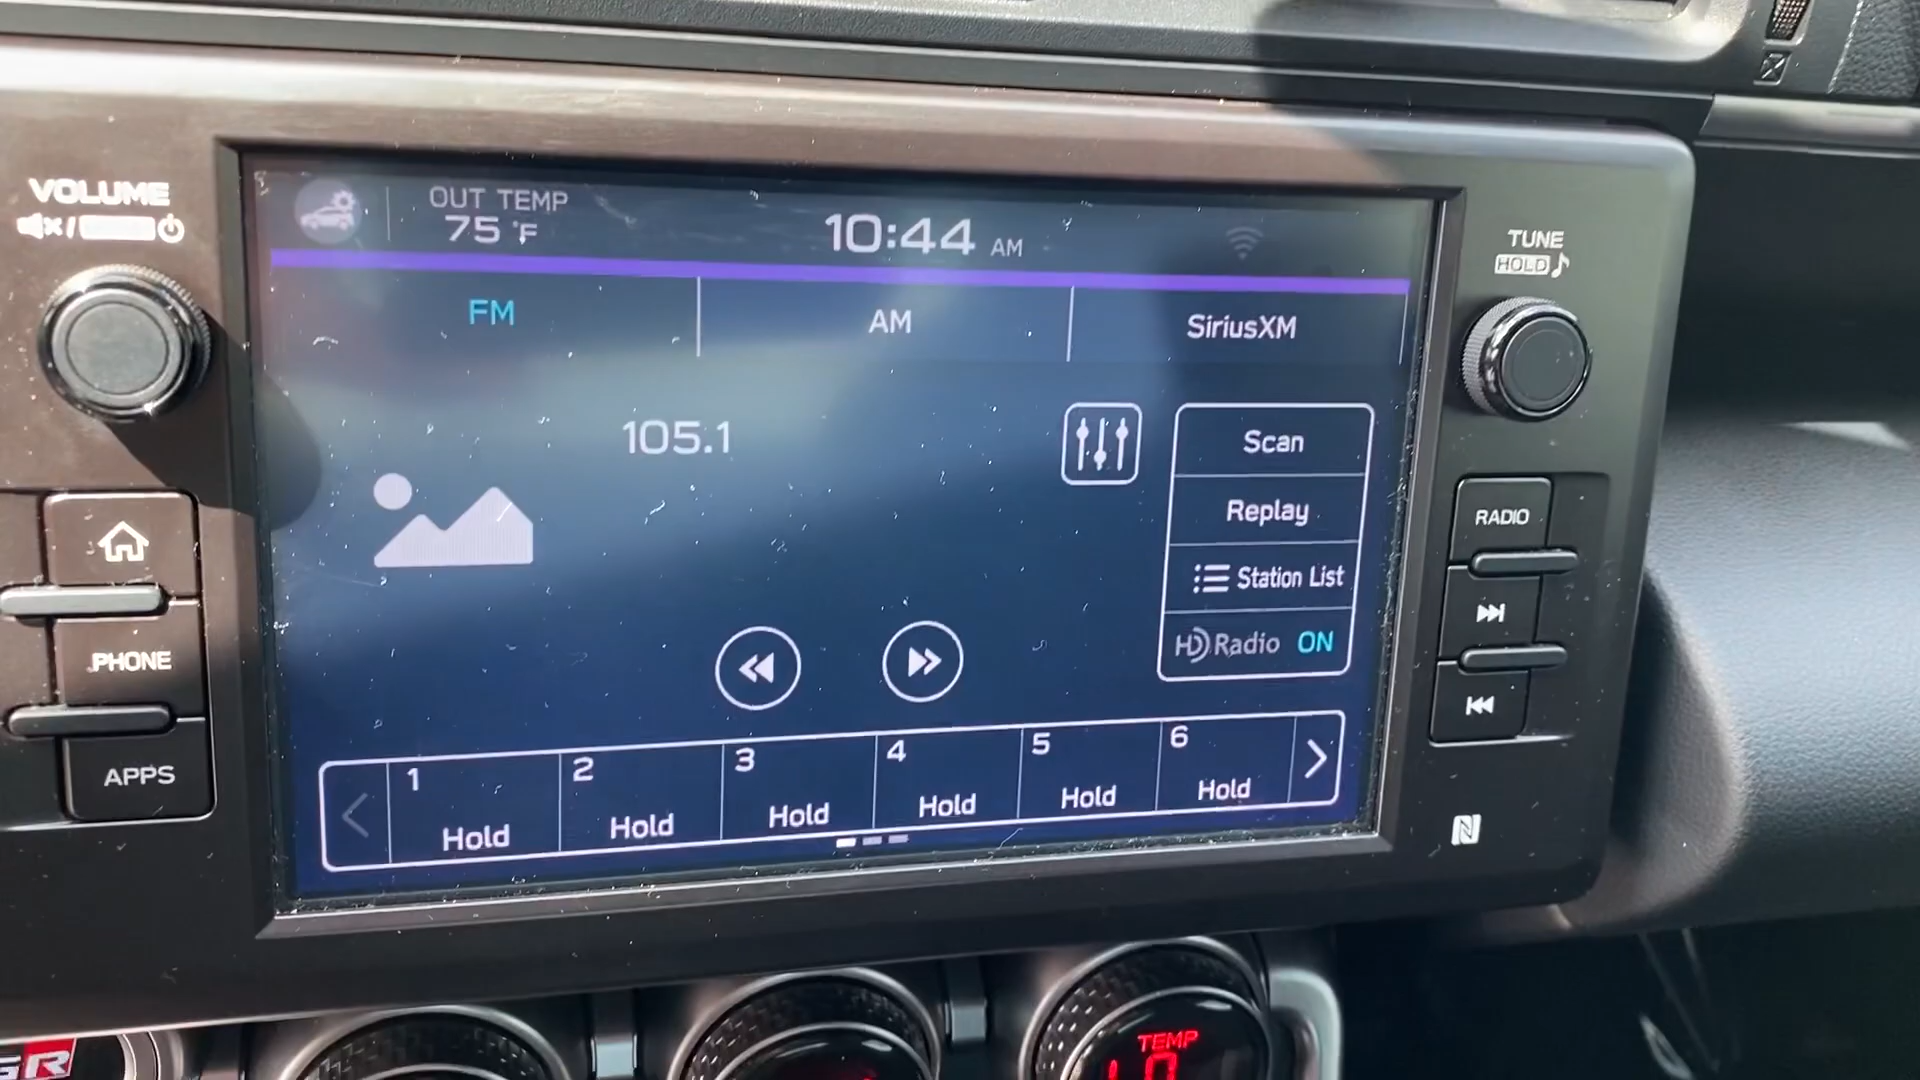 VOLUME
OUT TEMP
75 °F
10:44 AM
TUNE
HOLD
FM
AM
SiriusXM
105.1
Scan
Replay
Station List
HD Radio ON
RADIO
PHONE
APPS
1
2
3
4
5
6
Hold
Hold
Hold
Hold
Hold
Hold
TEMP
GR